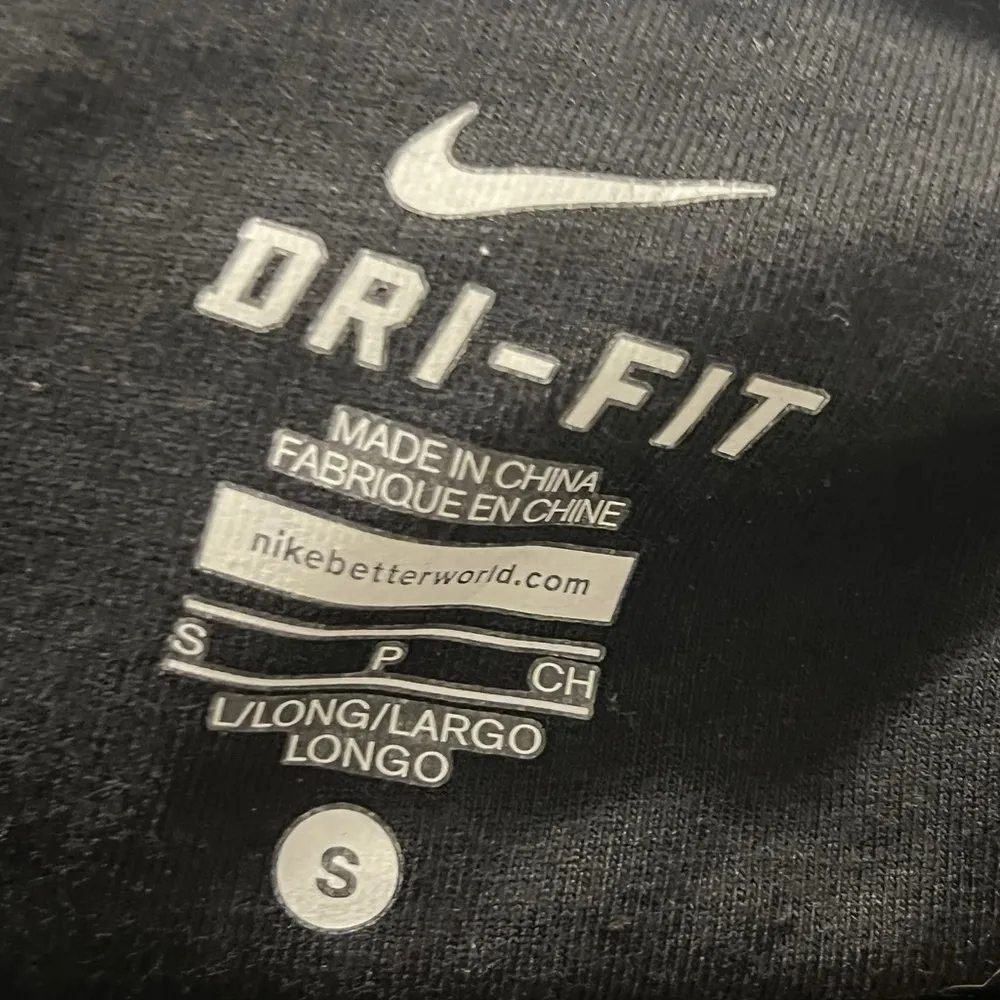 DRI-FIT
MADE IN CHINA
FABRIQUE EN CHINE
nikebetterworld.com
S P CH
L/LONG/LARGO
LONGO
S